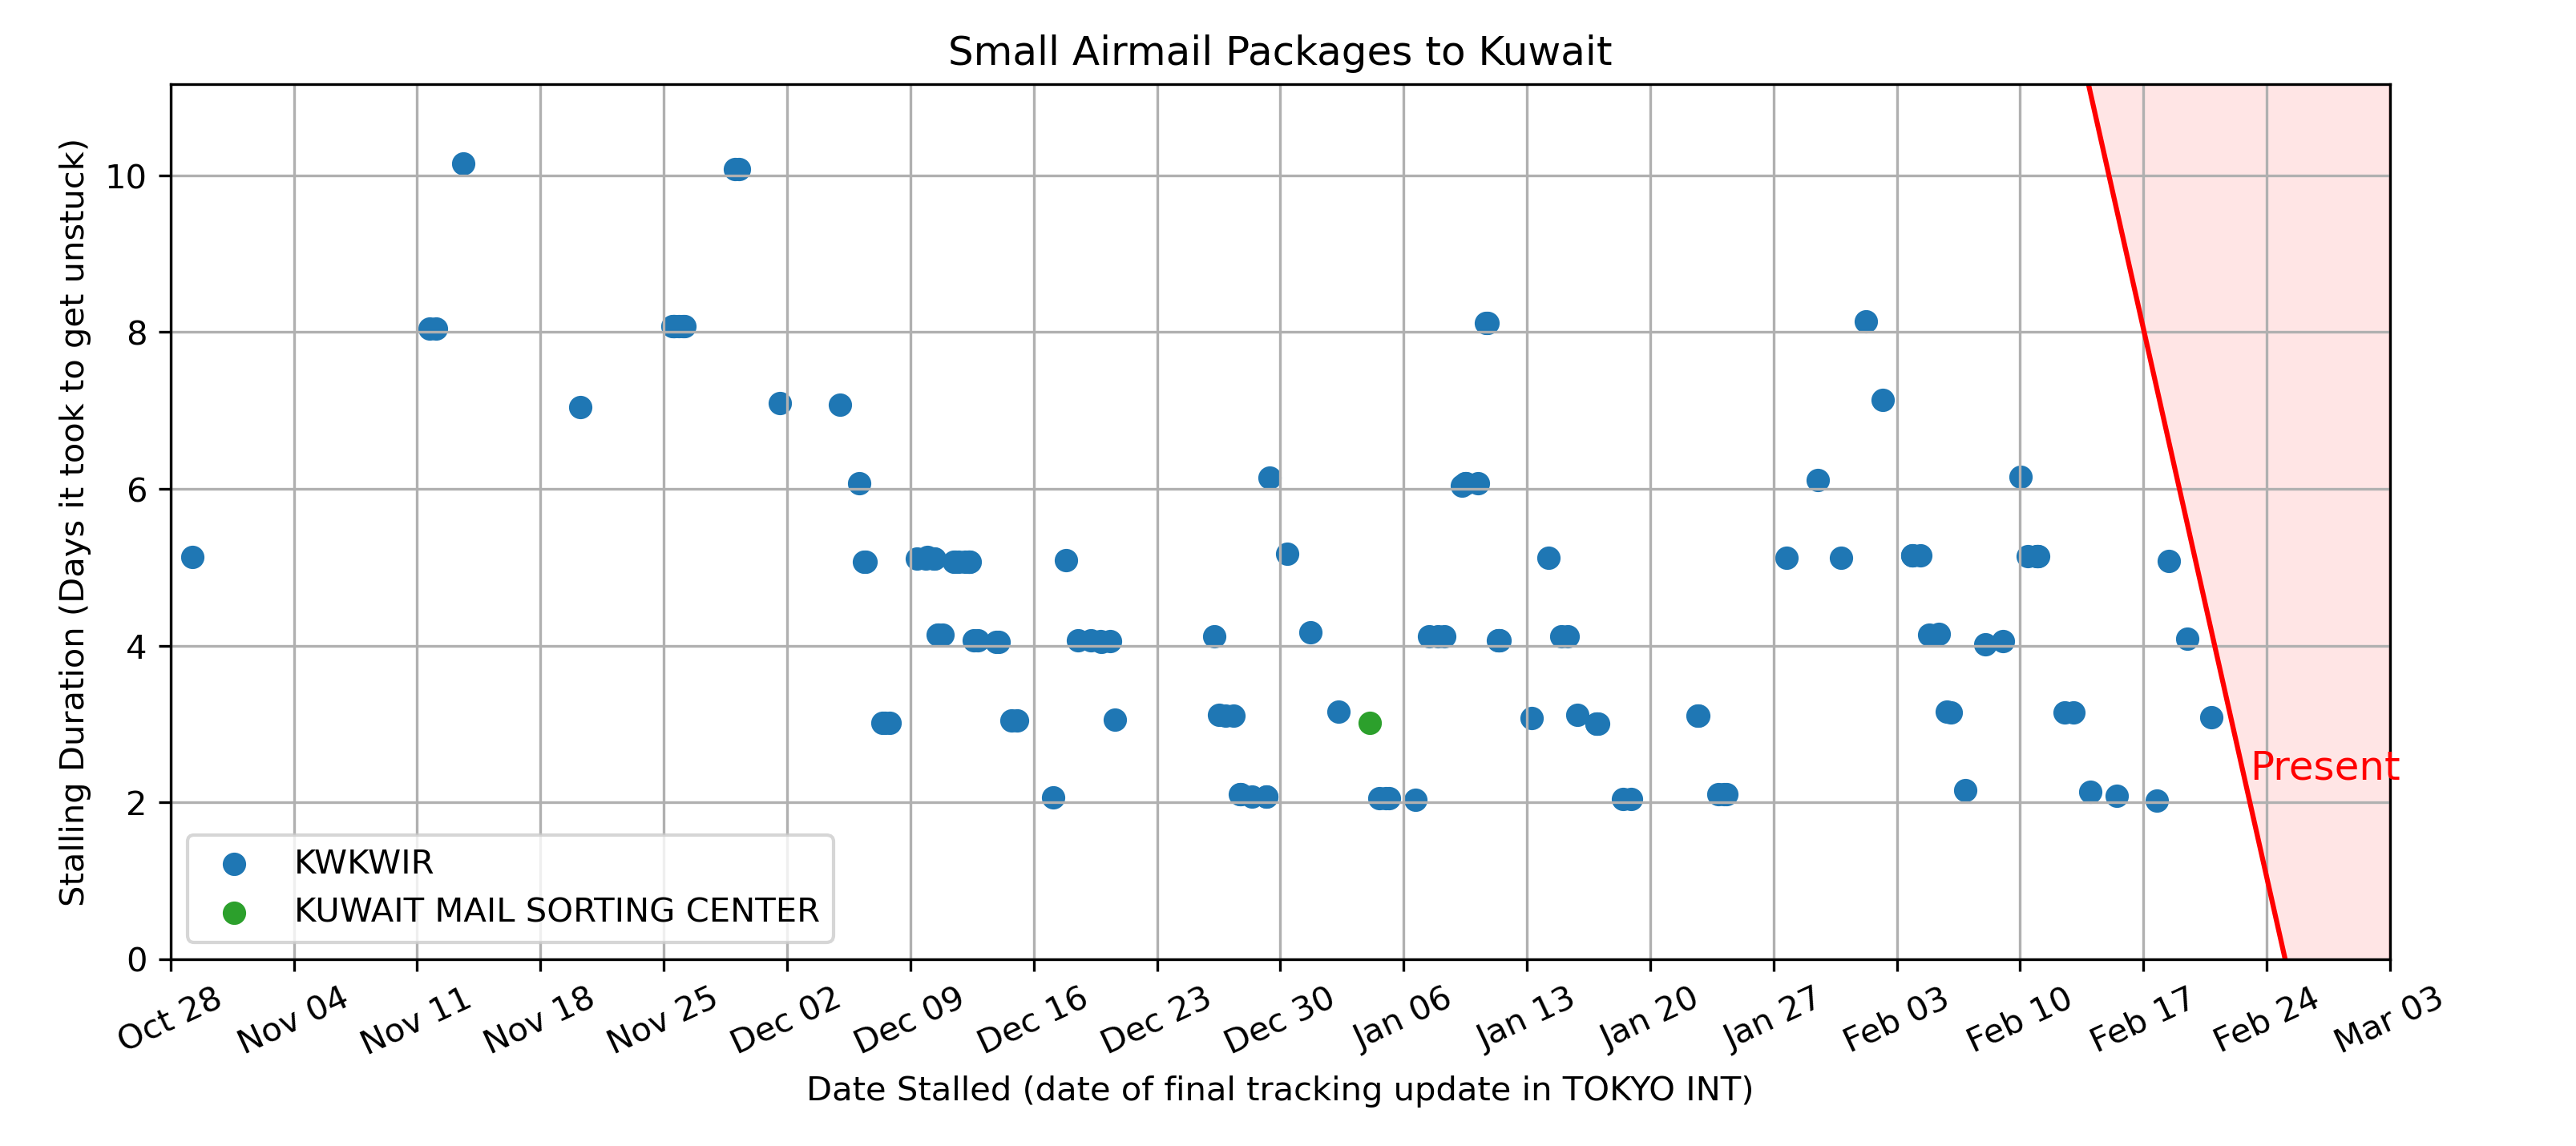 Small Airmail Packages to Kuwait
Stalling Duration (Days it took to get unstuck)
10
8
6
4
2
0
Present
KWKWIR
KUWAIT MAIL SORTING CENTER
Oct 28 Nov 04 Nov 11 Nov 18 Nov 25 Dec 02 Dec 09 Dec 16 Dec 23 Dec 30 Jan 06 Jan 13 Jan 20 Jan 27 Feb 03 Feb 10 Feb 17 Feb 24 Mar 03
Date Stalled (date of final tracking update in TOKYO INT)